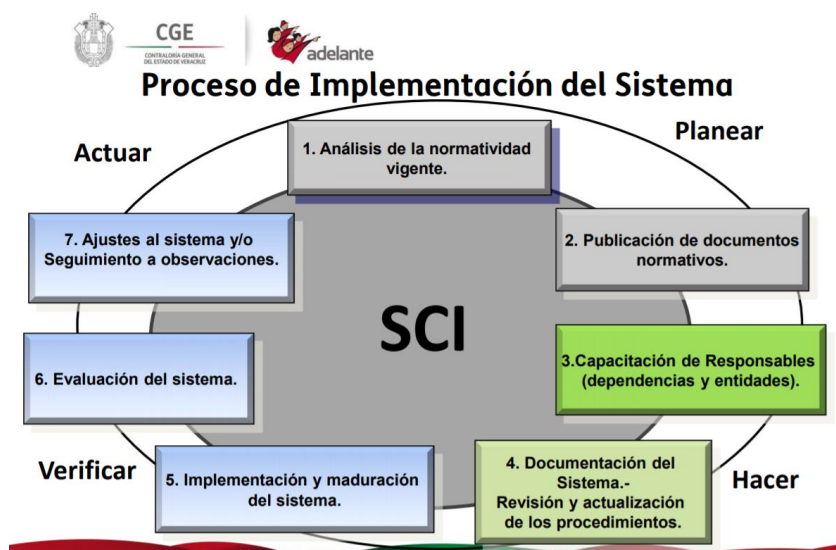 CGE
CONTRALORÍA GENERAL
DEL ESTADO DE VERACRUZ
adelante
Proceso de Implementación del Sistema
Actuar
Planear
1. Análisis de la normatividad
vigente.
2. Publicación de documentos
normativos.
3.Capacitación de Responsables
(dependencias y entidades).
4. Documentación del
Sistema.-
Revisión y actualización
de los procedimientos.
Hacer
5. Implementación y maduración
del sistema.
Verificar
6. Evaluación del sistema.
7. Ajustes al sistema y/o
Seguimiento a observaciones.
SCI